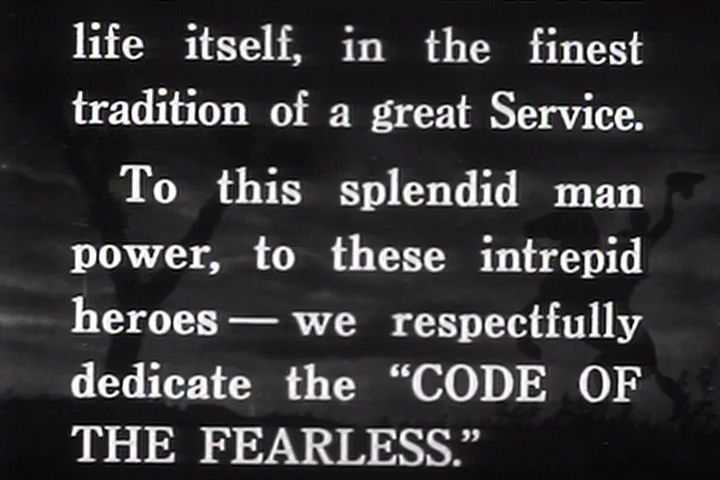 life itself, in the finest
tradition of a great Service.
To this splendid man
power, to these intrepid
heroes — we respectfully
dedicate the “CODE OF
THE FEARLESS.”